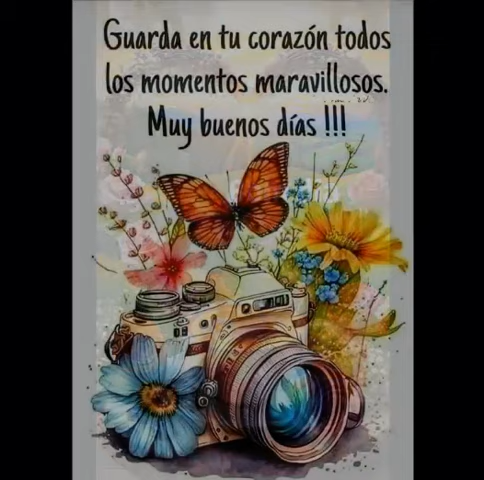 Guarda en tu corazón todos
los momentos maravillosos.
Muy buenos días !!!